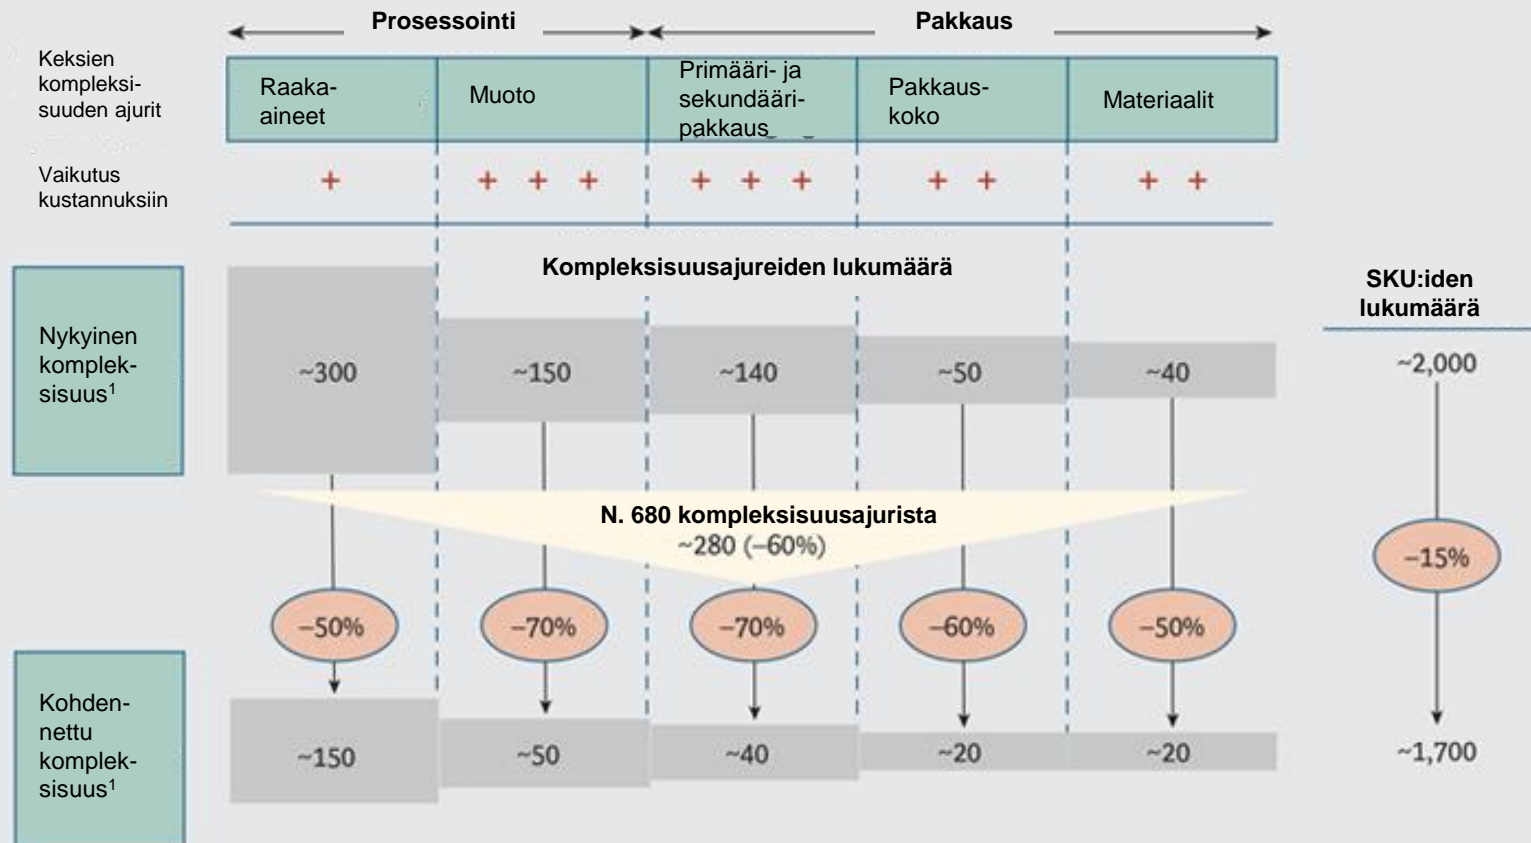 Prosessointi
Pakkaus
Keksien
kompleksi-
suuden ajurit
Raaka-
aineet
Muoto
Primääri- ja
sekundääri-
pakkaus
Pakkaus-
koko
Materiaalit
Vaikutus
kustannuksiin
+
+ + +
+ + +
+ +
+ +
Kompleksisuusajureiden lukumäärä
SKU:iden
lukumäärä
Nykyinen
komplek-
sisuus¹
~300
~150
~140
~50
~40
~2,000
N. 680 kompleksisuusajurista
~280 (–60%)
–15%
–50%
–70%
–70%
–60%
–50%
Kohden-
nettu
komplek-
sisuus¹
~150
~50
~40
~20
~20
~1,700